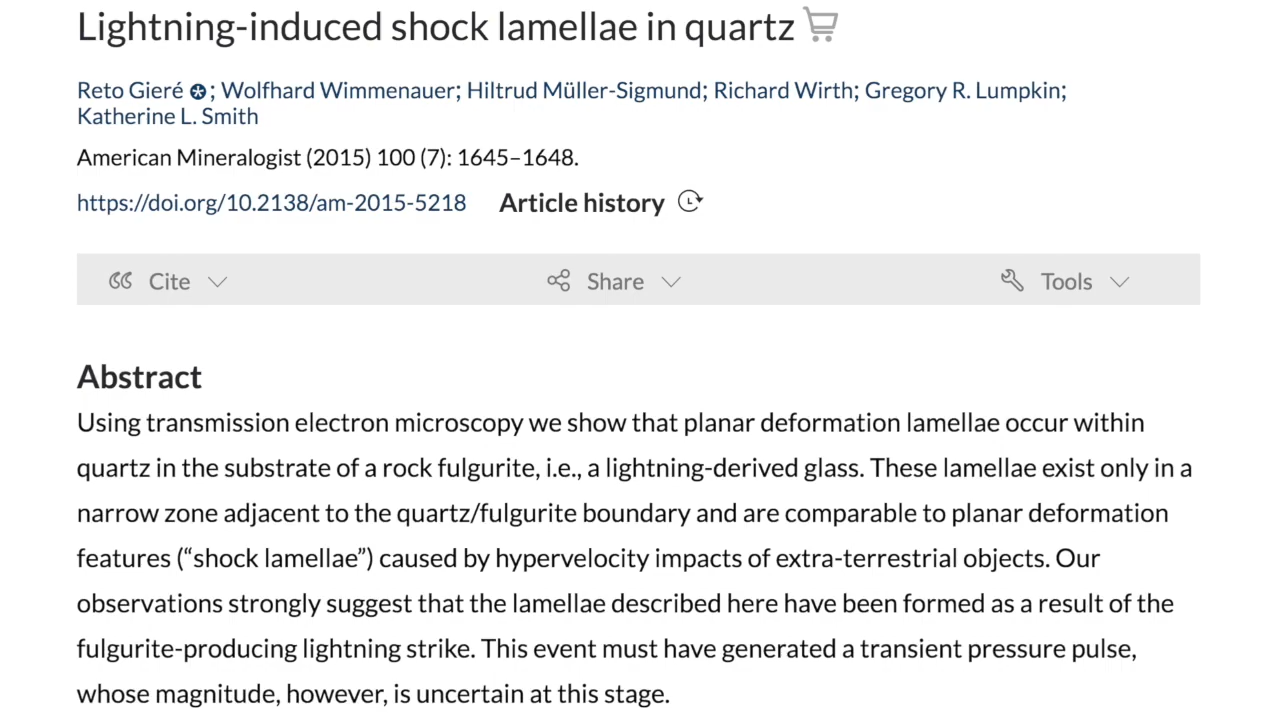 Lightning-induced shock lamellae in quartz
Reto Gieré ; Wolfhard Wimmenauer; Hiltrud Müller-Sigmund; Richard Wirth; Gregory R. Lumpkin;
Katherine L. Smith
American Mineralogist (2015) 100 (7): 1645–1648.
https://doi.org/10.2138/am-2015-5218 Article history
Cite Share Tools
Abstract
Using transmission electron microscopy we show that planar deformation lamellae occur within
quartz in the substrate of a rock fulgurite, i.e., a lightning-derived glass. These lamellae exist only in a
narrow zone adjacent to the quartz/fulgurite boundary and are comparable to planar deformation
features (“shock lamellae”) caused by hypervelocity impacts of extra-terrestrial objects. Our
observations strongly suggest that the lamellae described here have been formed as a result of the
fulgurite-producing lightning strike. This event must have generated a transient pressure pulse,
whose magnitude, however, is uncertain at this stage.